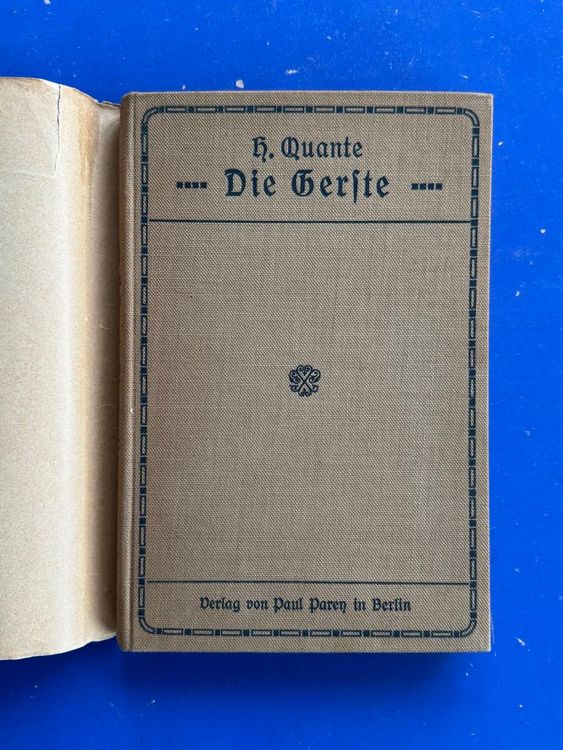 H. Quante
Die Gerſte
Verlag von Paul Parey in Berlin